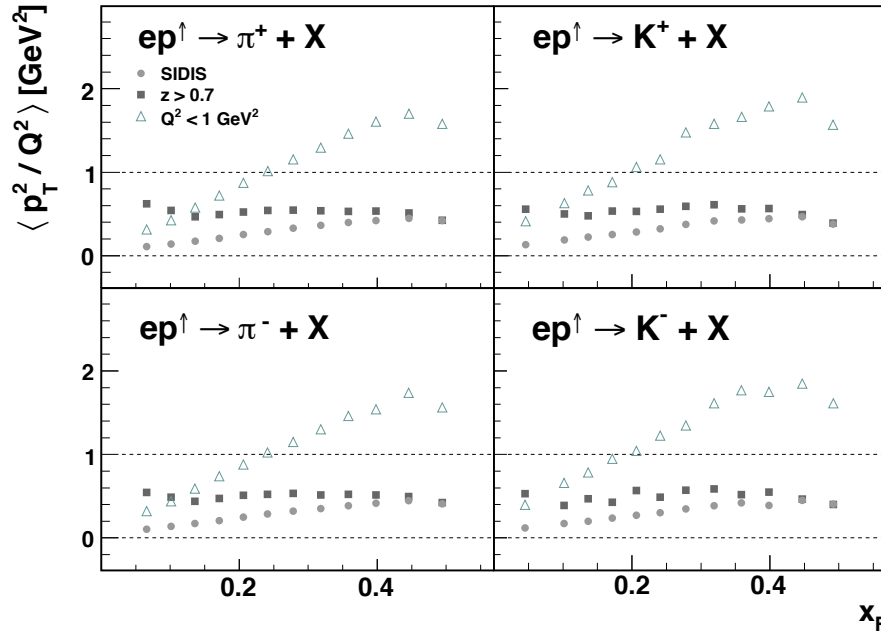 ⟨ p_T^2 / Q^2 ⟩ [GeV^2]
ep↑ → π+ + X
SIDIS
z > 0.7
Q^2 < 1 GeV^2
ep↑ → K+ + X
2
1
0
ep↑ → π- + X
ep↑ → K- + X
2
1
0
0.2
0.4
0.2
0.4
x_F